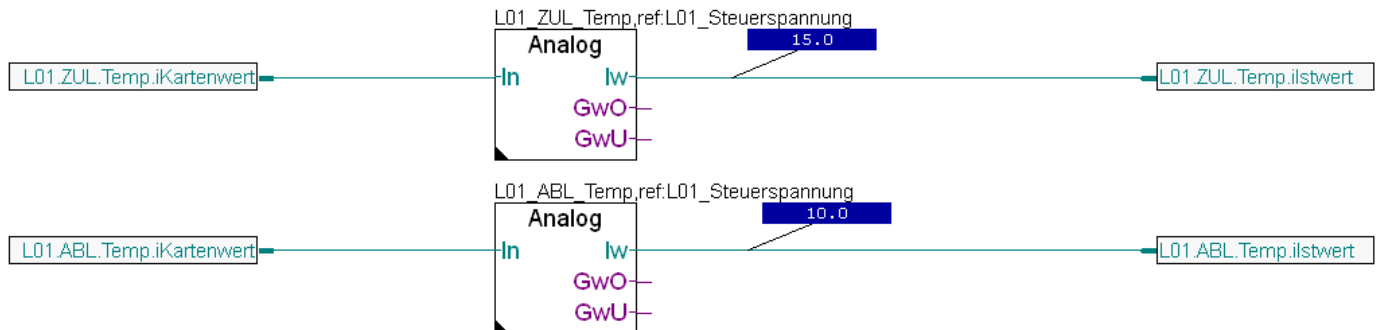 L01_ZUL_Temp,ref:L01_Steuerspannung
Analog
15.0
L01.ZUL.Temp.iKartenwert
In
Iw
L01.ZUL.Temp.iIstwert
GwO
GwU
L01_ABL_Temp,ref:L01_Steuerspannung
Analog
10.0
L01.ABL.Temp.iKartenwert
In
Iw
L01.ABL.Temp.iIstwert
GwO
GwU